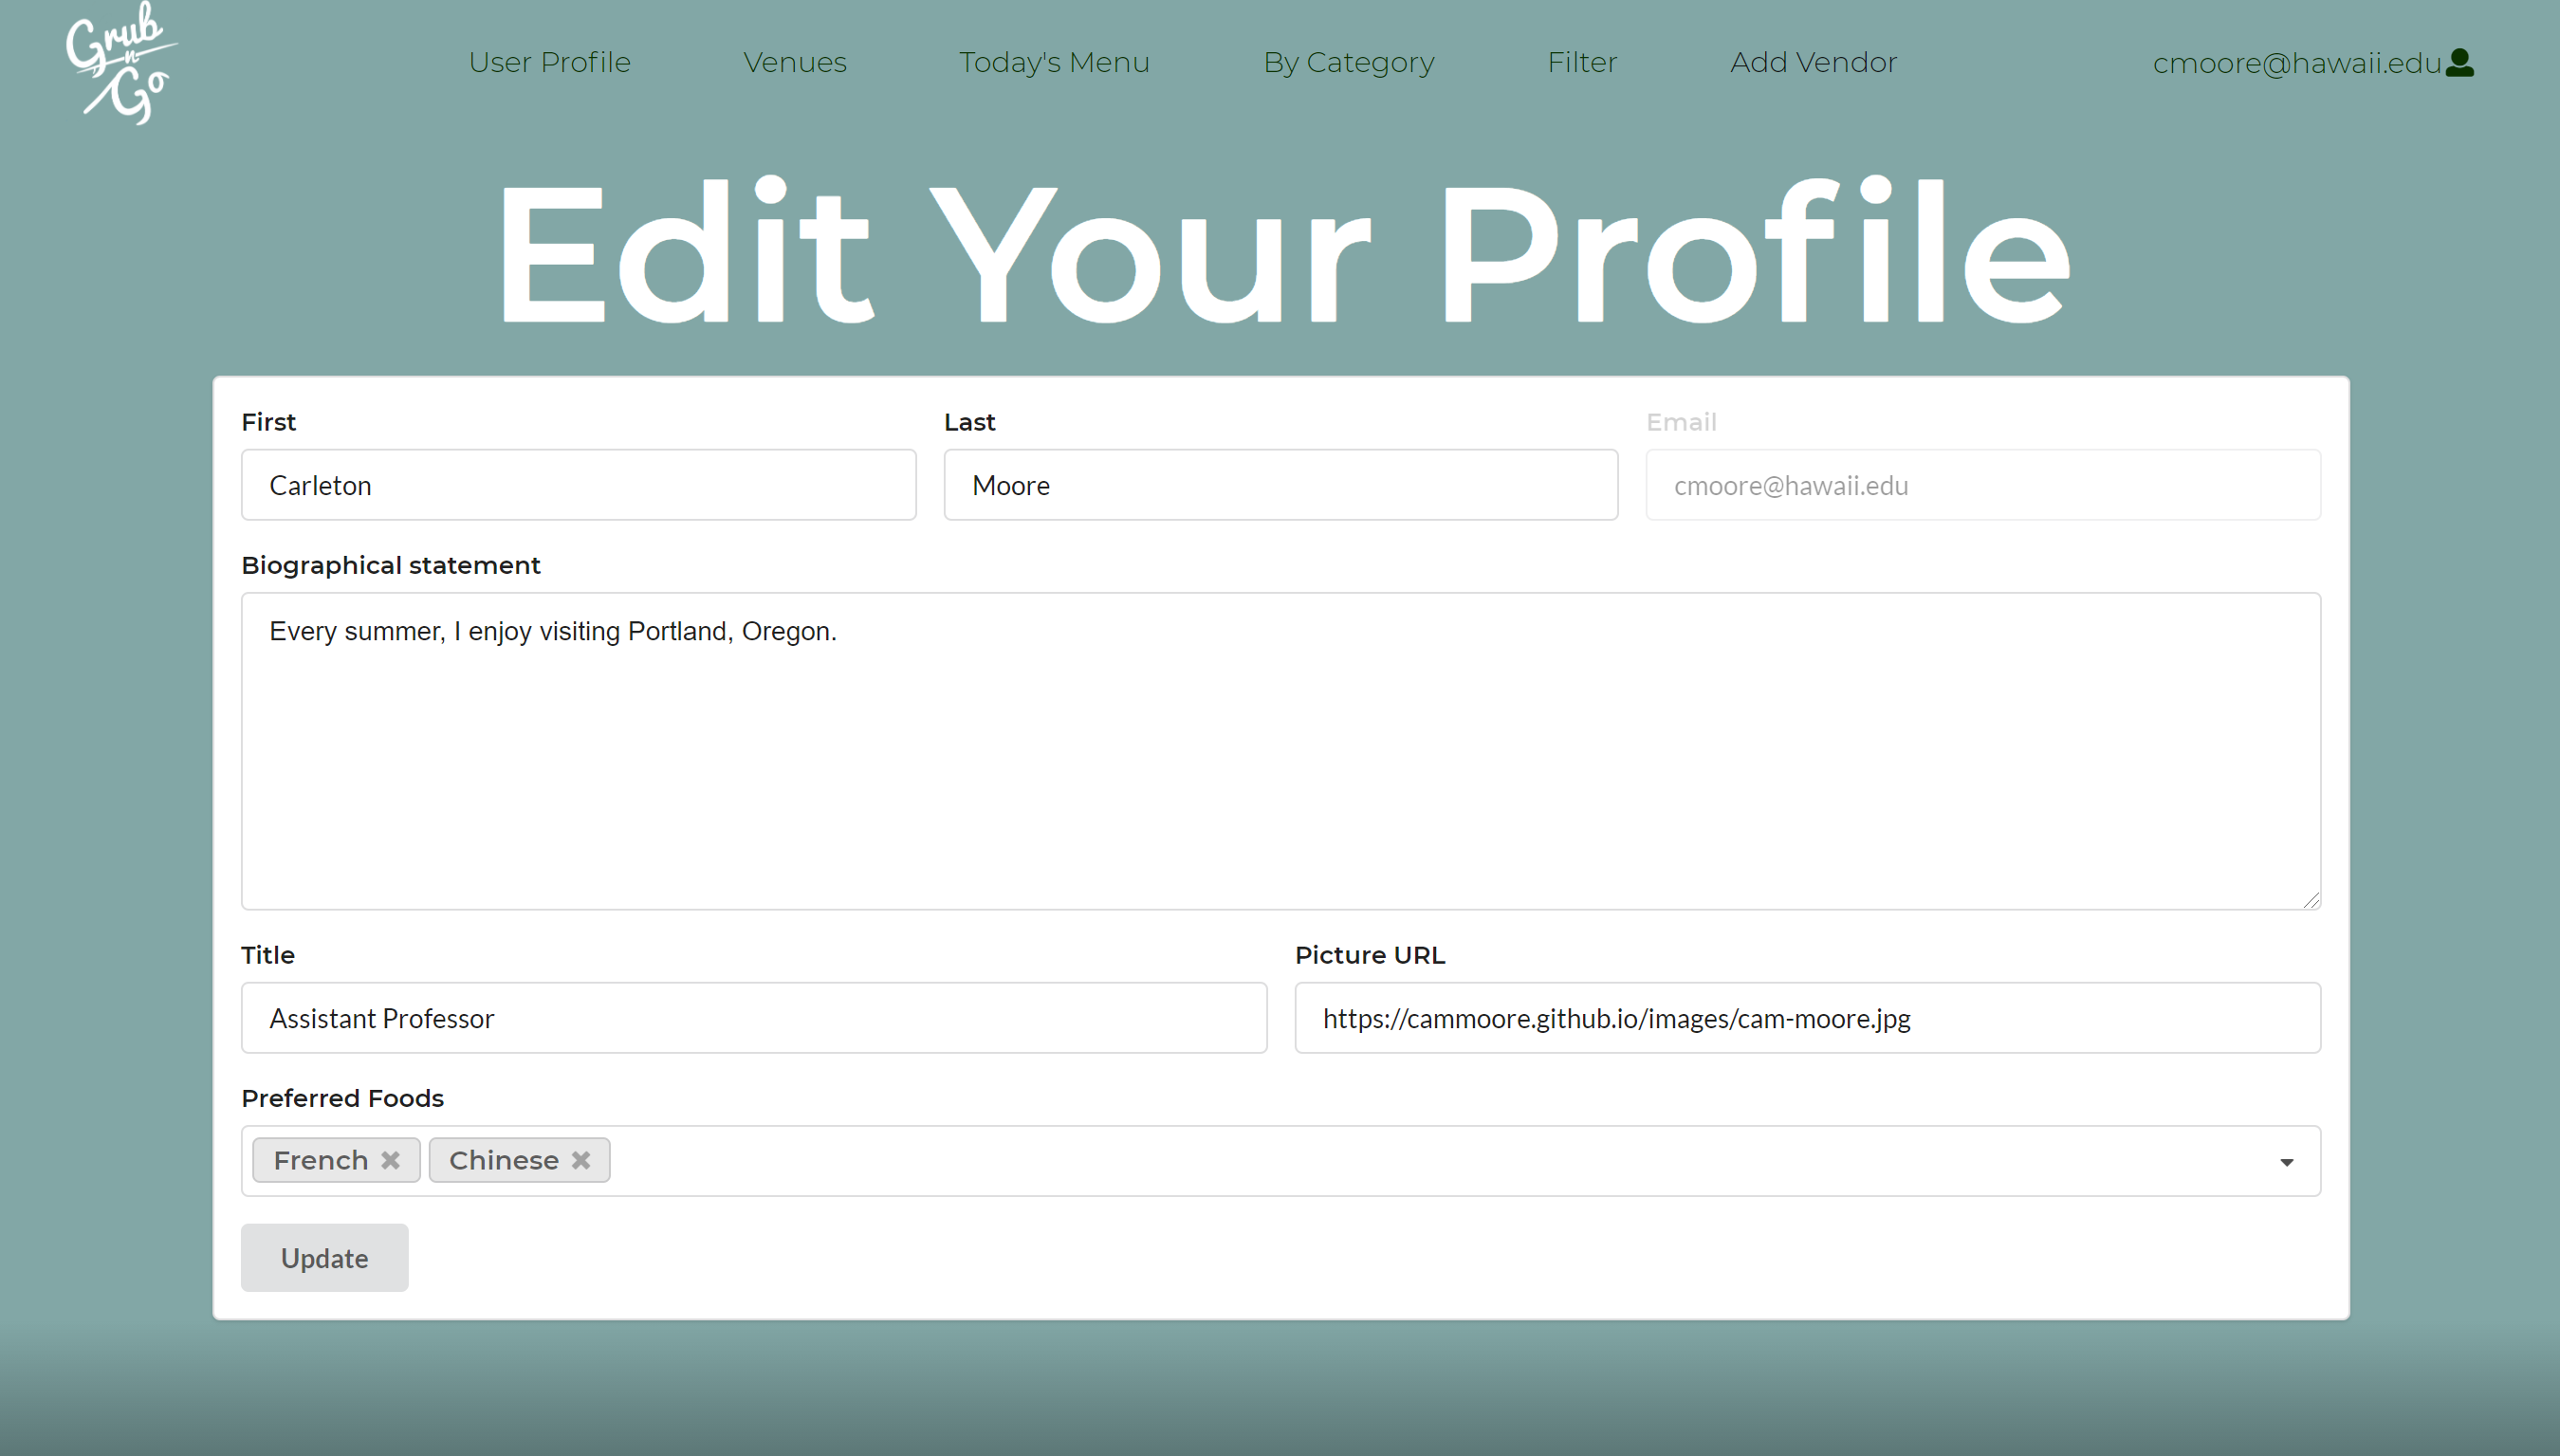 Grub
n
Go
User Profile
Venues
Today's Menu
By Category
Filter
Add Vendor
cmoore@hawaii.edu
Edit Your Profile
First
Last
Email
Carleton
Moore
cmoore@hawaii.edu
Biographical statement
Every summer, I enjoy visiting Portland, Oregon.
Title
Picture URL
Assistant Professor
https://cammoore.github.io/images/cam-moore.jpg
Preferred Foods
French
Chinese
Update